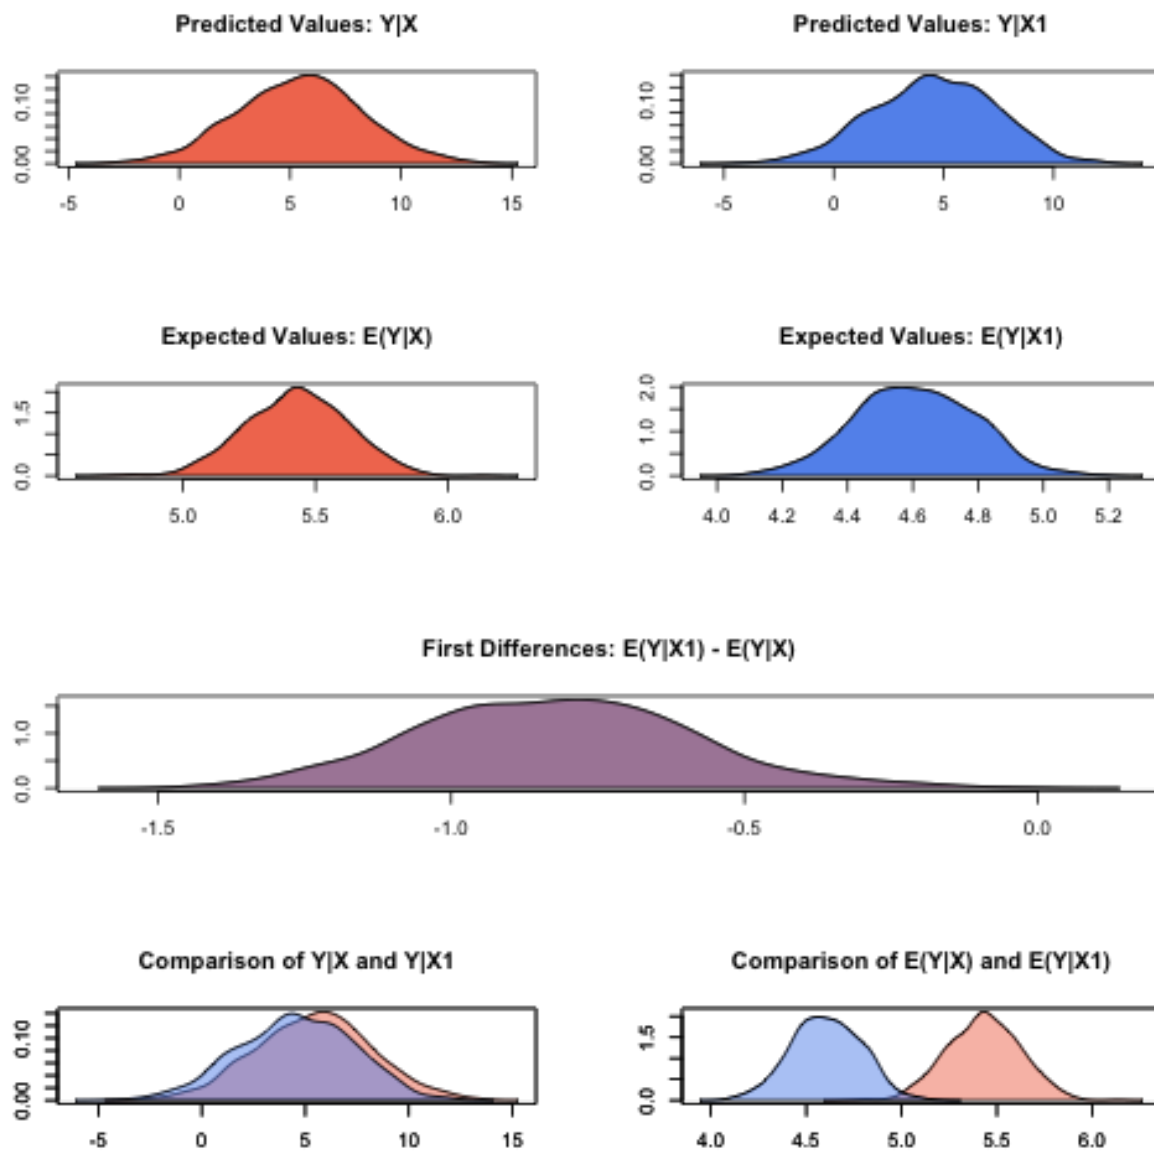 Predicted Values: Y|X
0.00 0.10
-5 0 5 10 15
Predicted Values: Y|X1
0.00 0.10
-5 0 5 10
Expected Values: E(Y|X)
0.0 1.5
5.0 5.5 6.0
Expected Values: E(Y|X1)
0.0 1.0 2.0
4.0 4.2 4.4 4.6 4.8 5.0 5.2
First Differences: E(Y|X1) - E(Y|X)
0.0 1.0
-1.5 -1.0 -0.5 0.0
Comparison of Y|X and Y|X1
0.00 0.10
-5 0 5 10 15
Comparison of E(Y|X) and E(Y|X1)
0.0 1.5
4.0 4.5 5.0 5.5 6.0